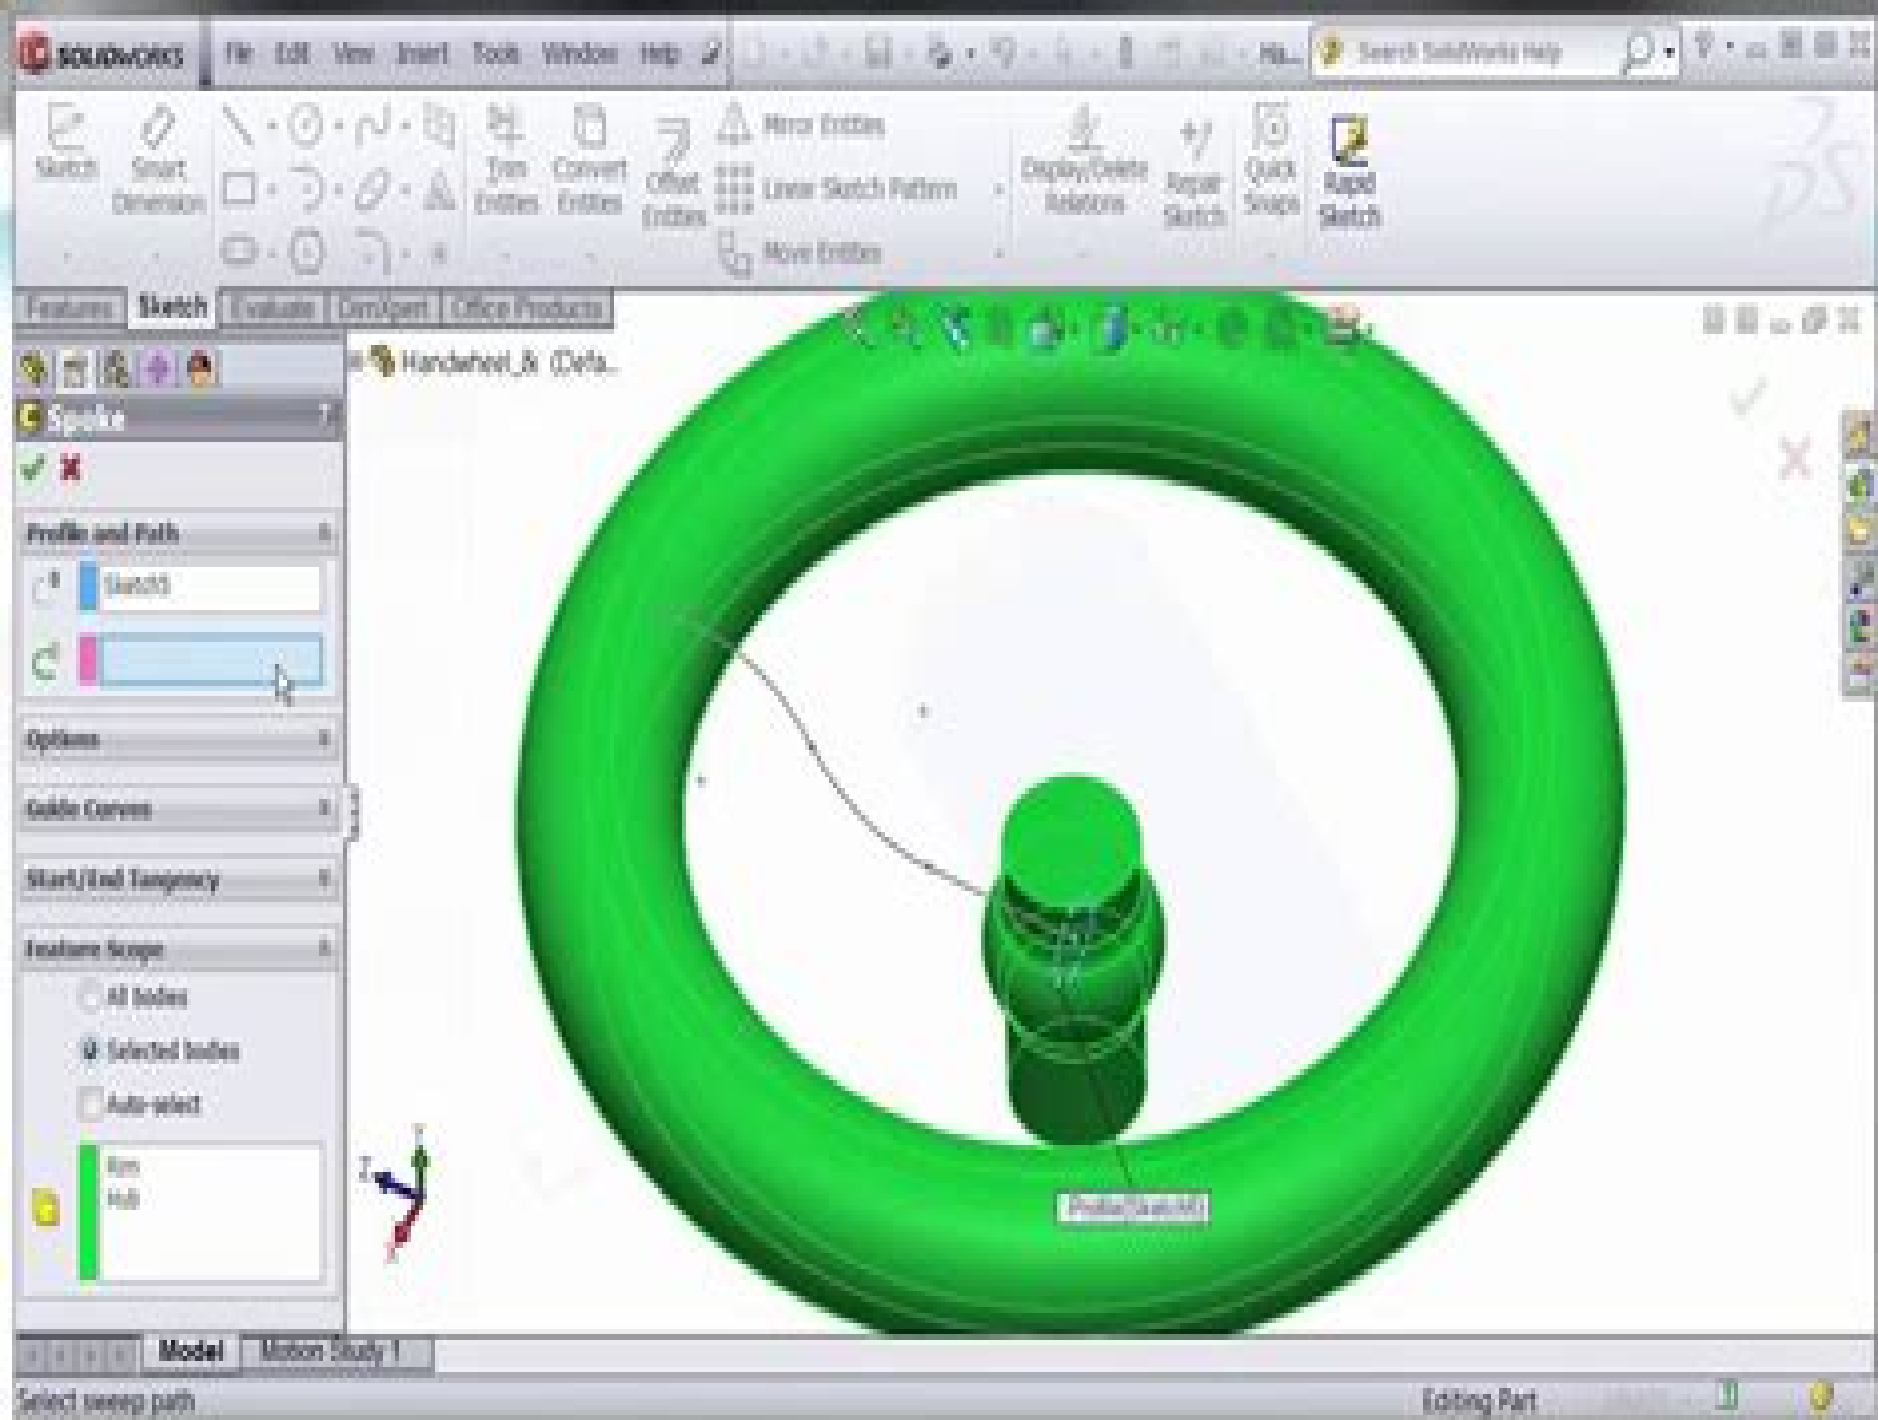 SOLIDWORKS File Edit View Insert Tools Window Help Ha... Search SolidWorks Help
Sketch Smart Dimension Trim Entities Convert Entities Offset Entities Mirror Entities
Linear Sketch Pattern
Move Entities
Display/Delete Relations Repair Sketch Quick Snaps Rapid Sketch
Features Sketch Evaluate DimXpert Office Products
Spoke ?
Profile and Path
Sketch5
Options
Guide Curves
Start/End Tangency
Feature Scope
All bodies
Selected bodies
Auto-select
Rim
Hub
Z
Model Motion Study 1
Select sweep path Editing Part